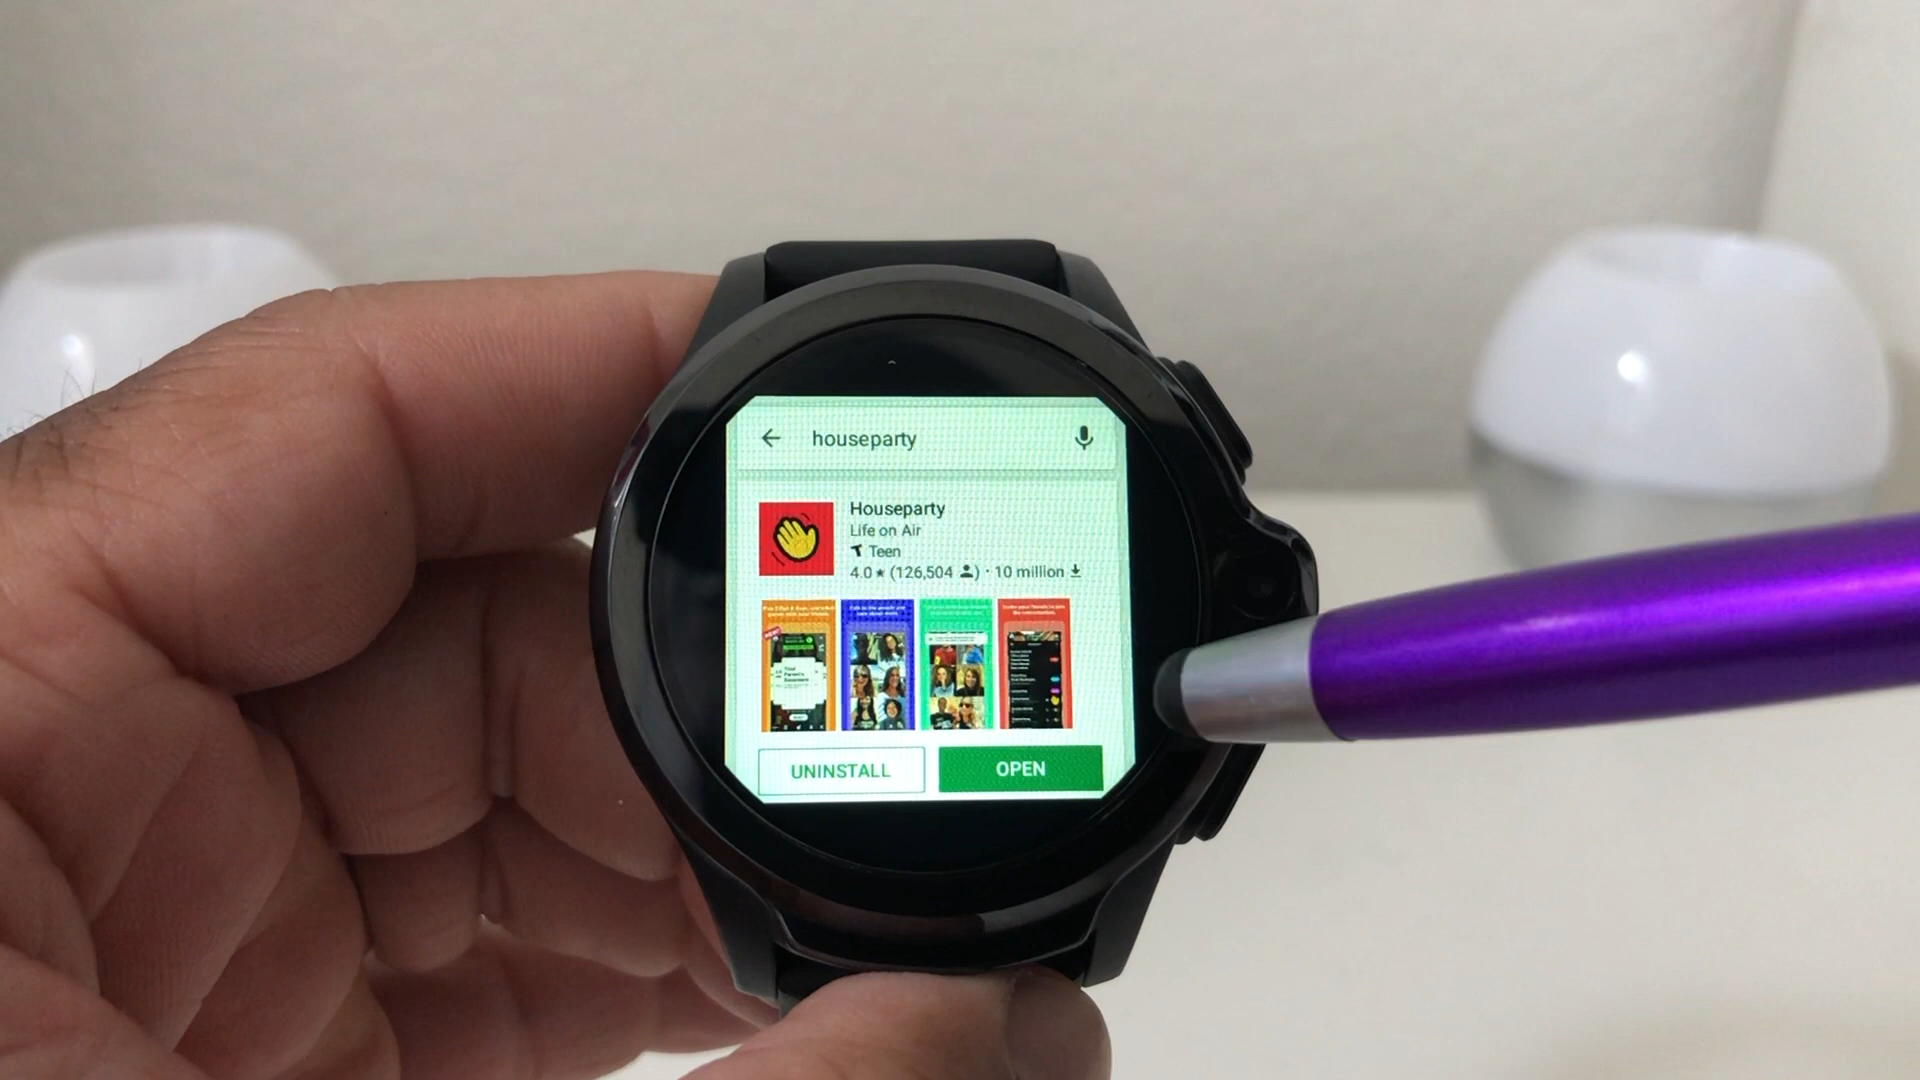 houseparty
Houseparty
Life on Air
Teen
4.0★ (126,504 ) · 10 million
UNINSTALL
OPEN